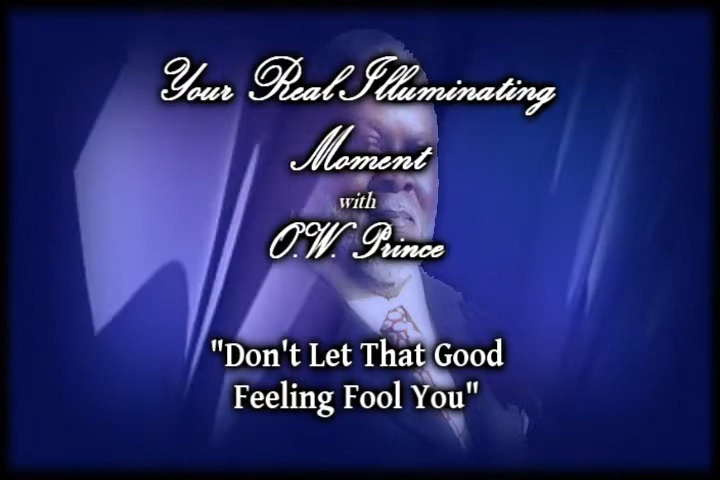 Your Real Illuminating
Moment
with
O.W. Prince
"Don't Let That Good
Feeling Fool You"